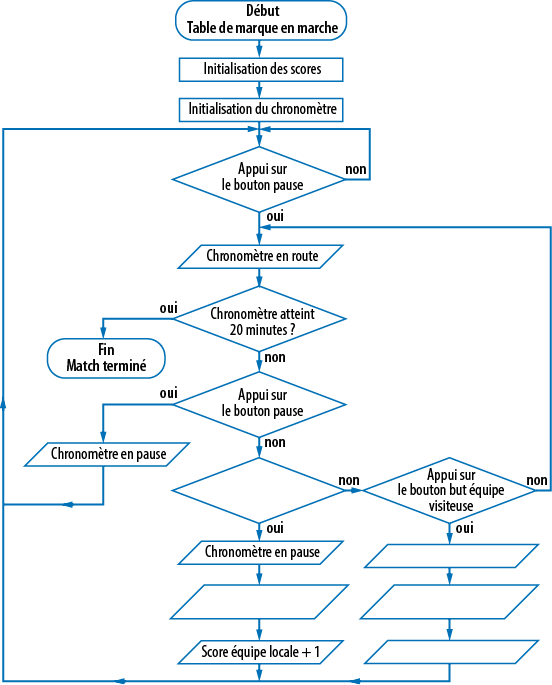 Début
Table de marque en marche
Initialisation des scores
Initialisation du chronomètre
Appui sur
le bouton pause
non
oui
Chronomètre en route
oui
Chronomètre atteint
20 minutes ?
Fin
Match terminé
non
oui
Appui sur
le bouton pause
non
Chronomètre en pause
non
Appui sur
le bouton but équipe
visiteuse
non
oui
oui
Chronomètre en pause
Score équipe locale + 1